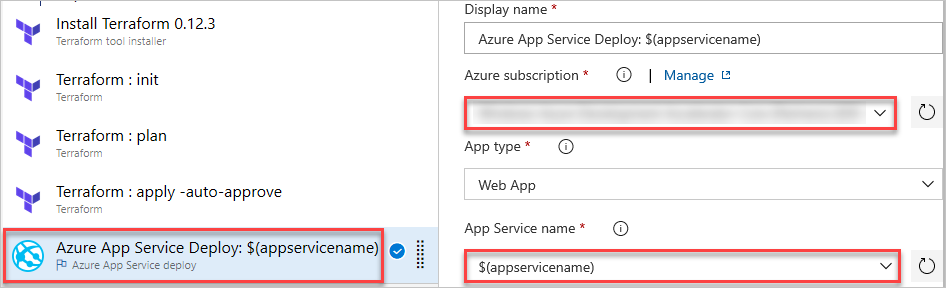 Install Terraform 0.12.3
Terraform tool installer
Terraform : init
Terraform
Terraform : plan
Terraform
Terraform : apply -auto-approve
Terraform
Azure App Service Deploy: $(appservicename)
Azure App Service deploy
Display name *
Azure App Service Deploy: $(appservicename)
Azure subscription * | Manage
App type *
Web App
App Service name *
$(appservicename)